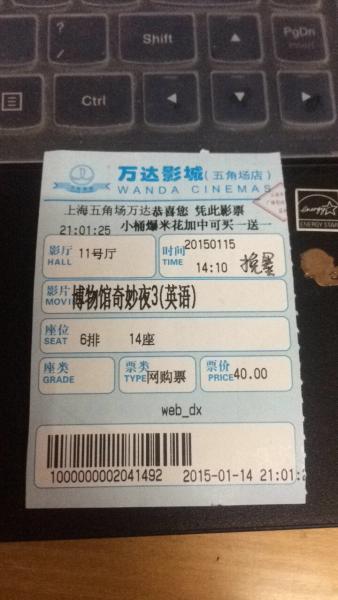 ?
/
Shift
PgDn
Insert
Ctrl
ENERGY STAR
万达影城(五角场店)
WANDA CINEMAS
上海五角场万达恭喜您 凭此影票
21:01:25 小桶爆米花加中可买一送一
影厅 HALL 11号厅
时间 TIME 20150115
14:10
影片 MOVI 博物馆奇妙夜3(英语)
座位 SEAT 6排 14座
座类 GRADE
票类 TYPE 网购票
票价 PRICE 40.00
web_dx
1000000002041492 2015-01-14 21:01:2